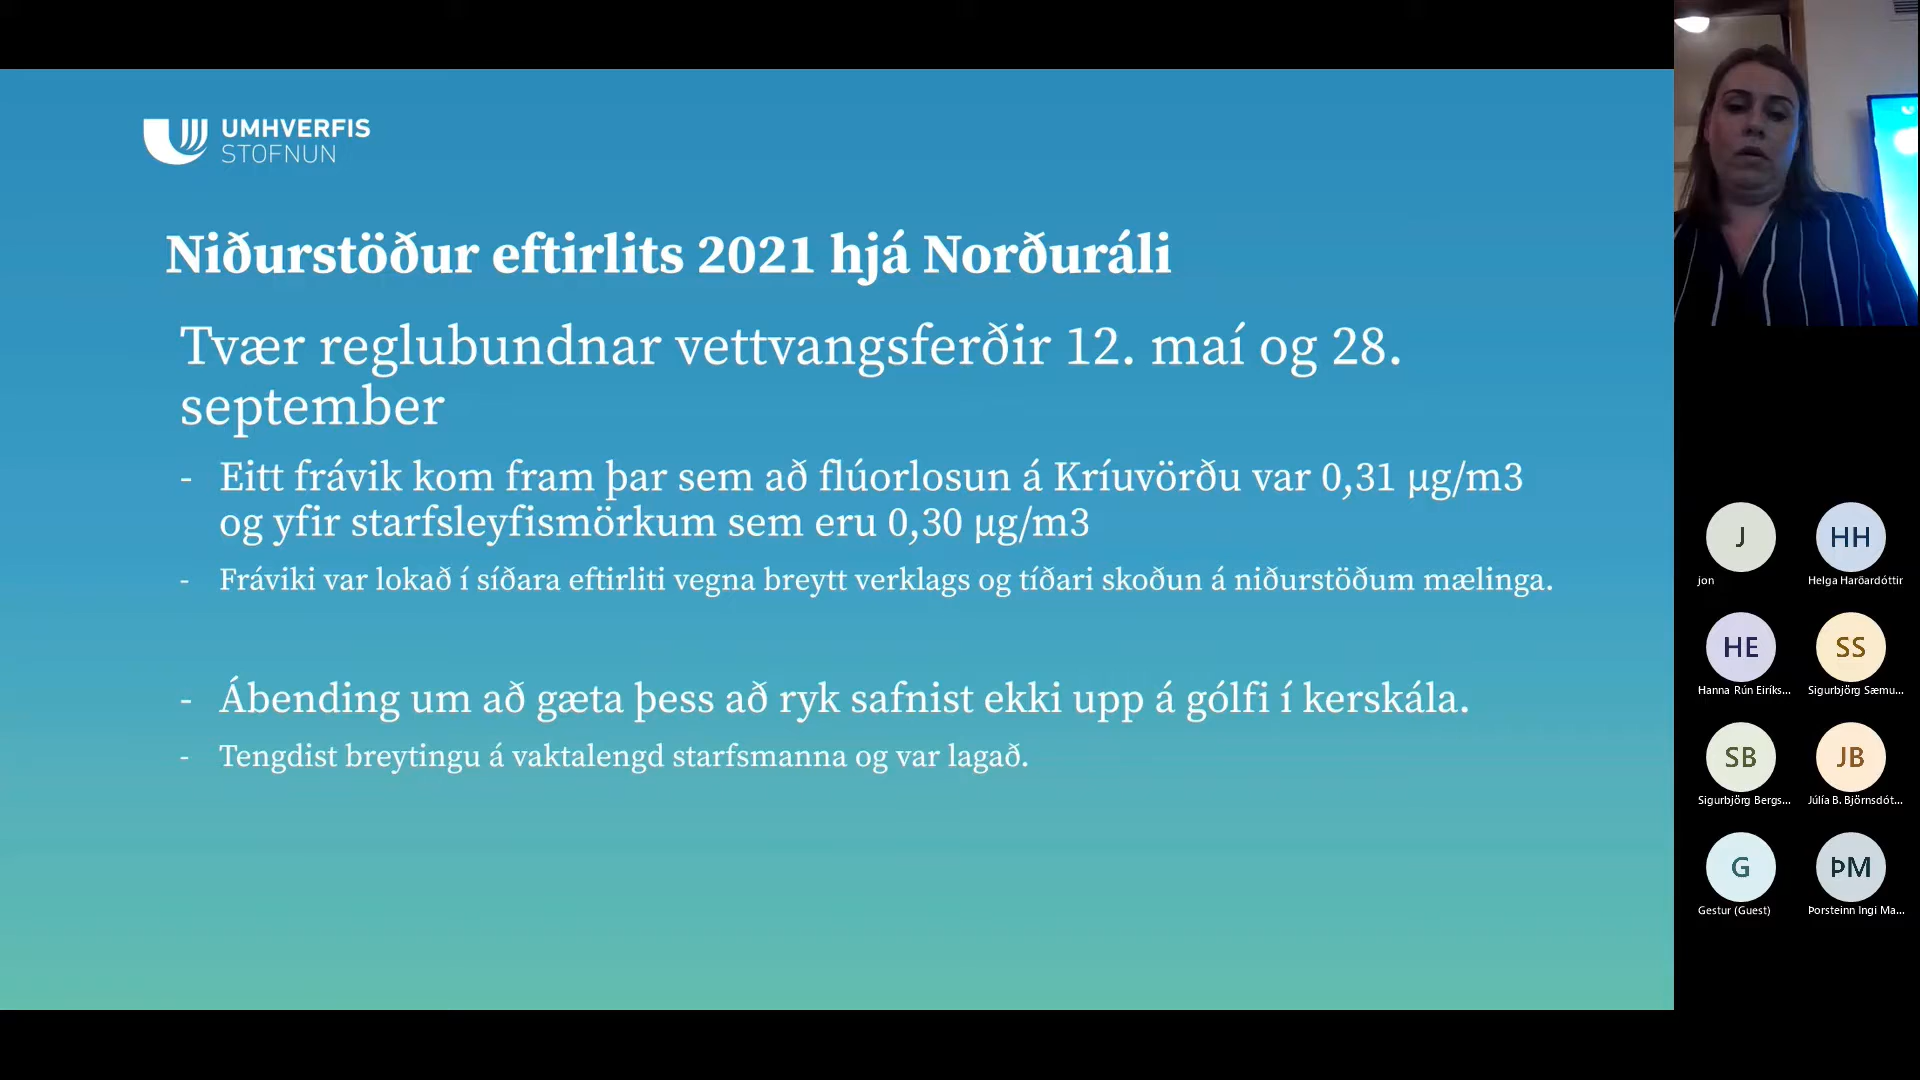 UMHVERFIS
STOFNUN
Niðurstöður eftirlits 2021 hjá Norðuráli
Tvær reglubundnar vettvangsferðir 12. maí og 28.
september
- Eitt frávik kom fram þar sem að flúorlosun á Kríuvörðu var 0,31 µg/m3
og yfir starfsleyfismörkum sem eru 0,30 µg/m3
- Fráviki var lokað í síðara eftirliti vegna breytt verklags og tíðari skoðun á niðurstöðum mælinga.
- Ábending um að gæta þess að ryk safnist ekki upp á gólfi í kerskála.
- Tengdist breytingu á vaktalengd starfsmanna og var lagað.
J
jon
HH
Helga Harðardóttir
HE
Hanna Rún Eiríks...
SS
Sigurbjörg Sæmu...
SB
Sigurbjörg Bergs...
JB
Júlía B. Björnsdót...
G
Gestur (Guest)
ÞM
Þorsteinn Ingi Ma...